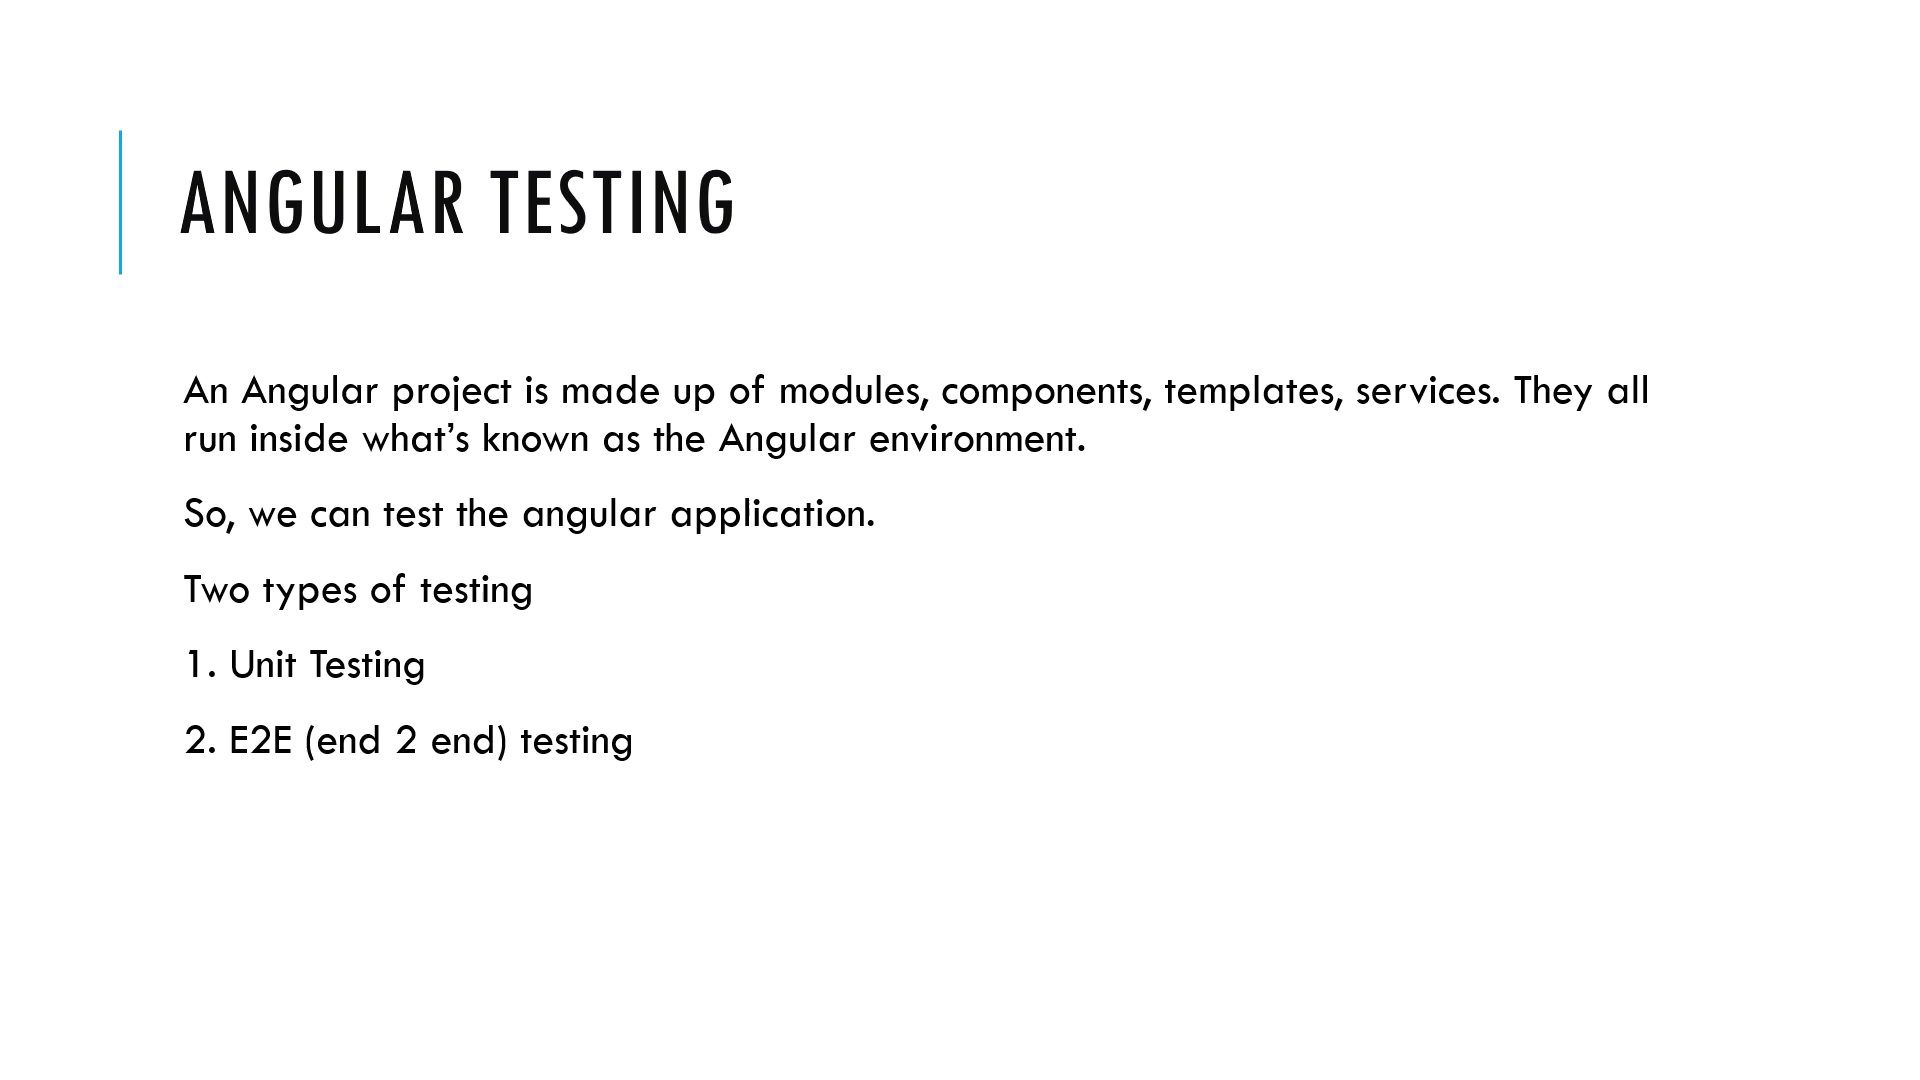 ANGULAR TESTING
An Angular project is made up of modules, components, templates, services. They all
run inside what’s known as the Angular environment.
So, we can test the angular application.
Two types of testing
1. Unit Testing
2. E2E (end 2 end) testing